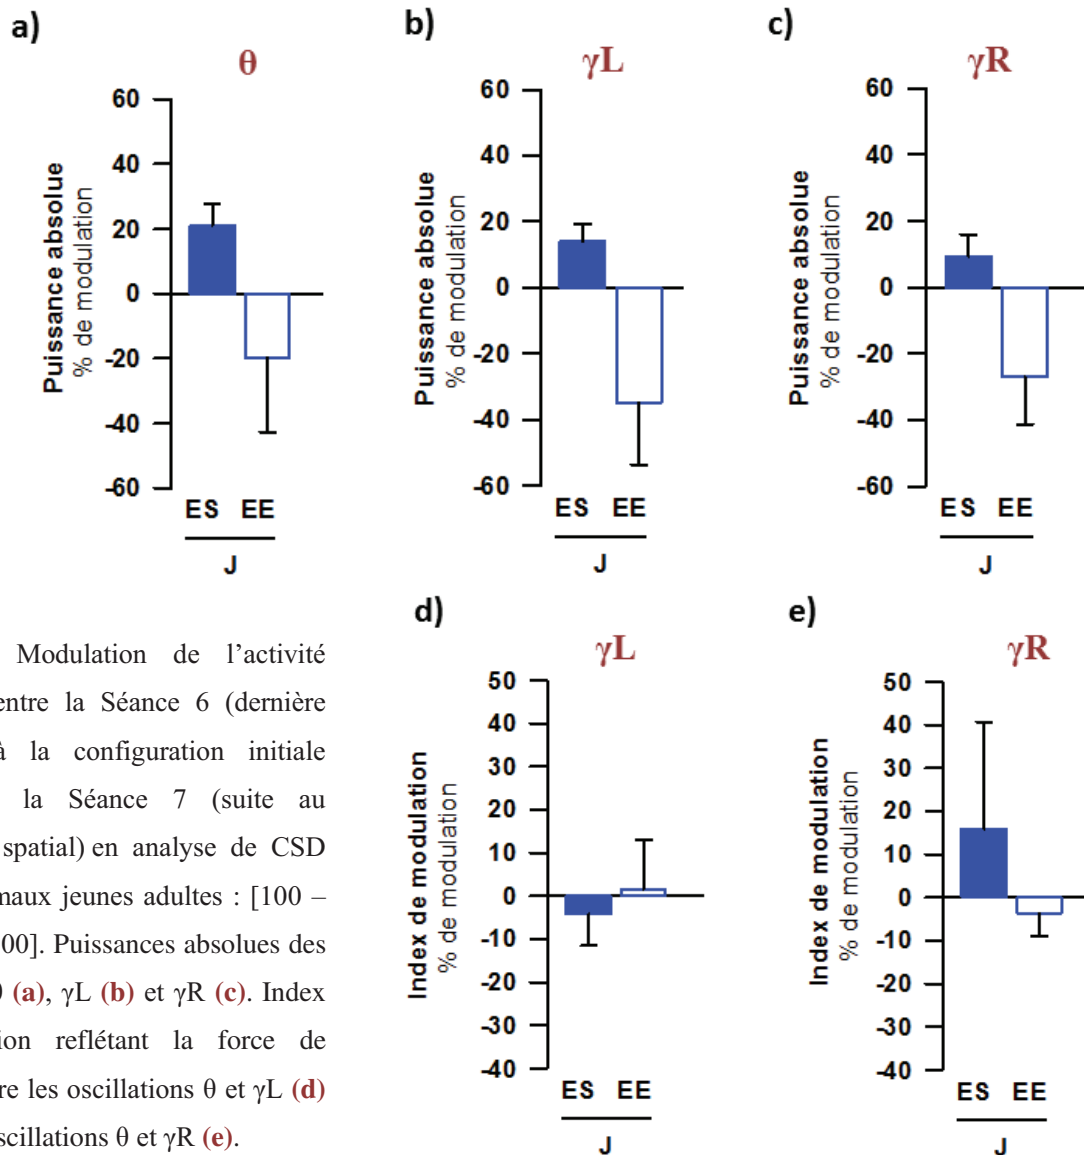 a)
θ
60
40
20
0
-20
-40
-60
Puissance absolue
% de modulation
ES EE
J
b)
γL
60
40
20
0
-20
-40
-60
Puissance absolue
% de modulation
ES EE
J
c)
γR
60
40
20
0
-20
-40
-60
Puissance absolue
% de modulation
ES EE
J
Modulation de l’activité
entre la Séance 6 (dernière
à la configuration initiale
la Séance 7 (suite au
spatial) en analyse de CSD
maux jeunes adultes : [100 –
00]. Puissances absolues des
(a), γL (b) et γR (c). Index
ion reflétant la force de
re les oscillations θ et γL (d)
oscillations θ et γR (e).
d)
γL
50
40
30
20
10
0
-10
-20
-30
-40
Index de modulation
% de modulation
ES EE
J
e)
γR
50
40
30
20
10
0
-10
-20
-30
-40
Index de modulation
% de modulation
ES EE
J